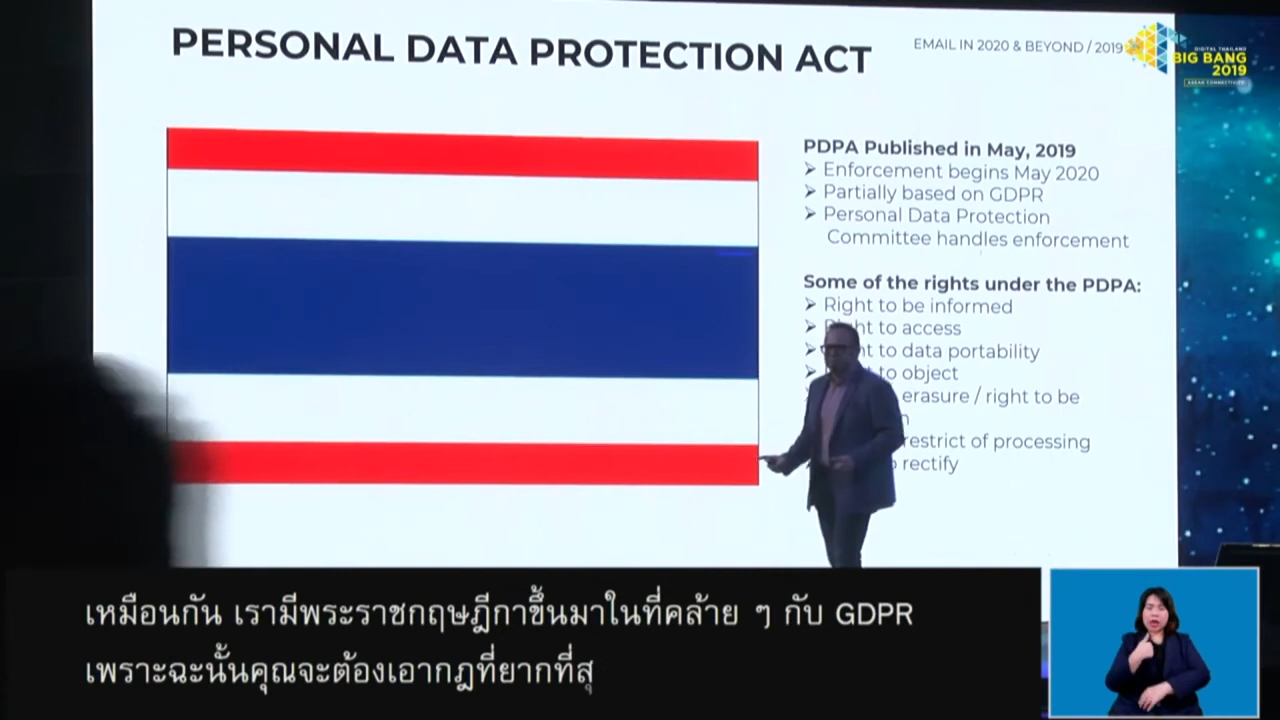 PERSONAL DATA PROTECTION ACT
EMAIL IN 2020 & BEYOND / 2019
DIGITAL THAILAND
BIG BANG
2019
ASEAN CONNECTIVITY
PDPA Published in May, 2019
➢ Enforcement begins May 2020
➢ Partially based on GDPR
➢ Personal Data Protection
Committee handles enforcement
Some of the rights under the PDPA:
➢ Right to be informed
➢ Right to access
➢ to data portability
➢ to object
erasure / right to be
restrict of processing
rectify
เหมือนกัน เรามีพระราชกฤษฎีกาขึ้นมาในที่คล้าย ๆ กับ GDPR
เพราะฉะนั้นคุณจะต้องเอากฎที่ยากที่สุ